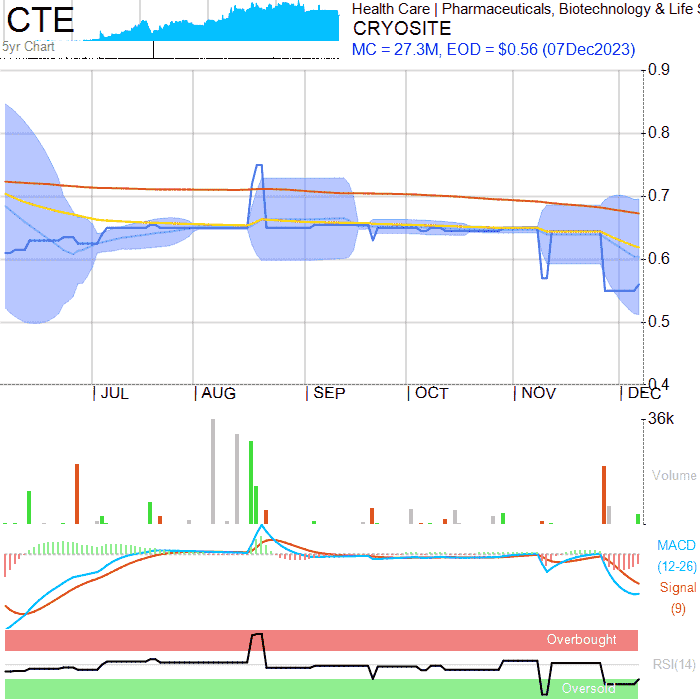 CTE
5yr Chart
Health Care | Pharmaceuticals, Biotechnology & Life S
CRYOSITE
MC = 27.3M, EOD = $0.56 (07Dec2023)
0.9
0.8
0.7
0.6
0.5
0.4
JUL
AUG
SEP
OCT
NOV
DEC
36k
Volume
MACD
(12-26)
Signal
(9)
Overbought
RSI(14)
Oversold